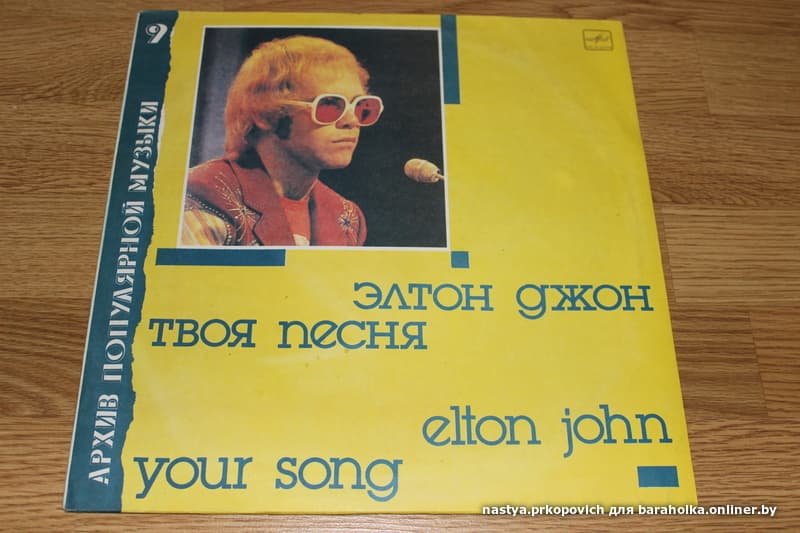 9
АРХИВ ПОПУЛЯРНОЙ МУЗЫКИ
элтон джон
твоя песня
elton john
your song
nastya.prkopovich для baraholka.onliner.by